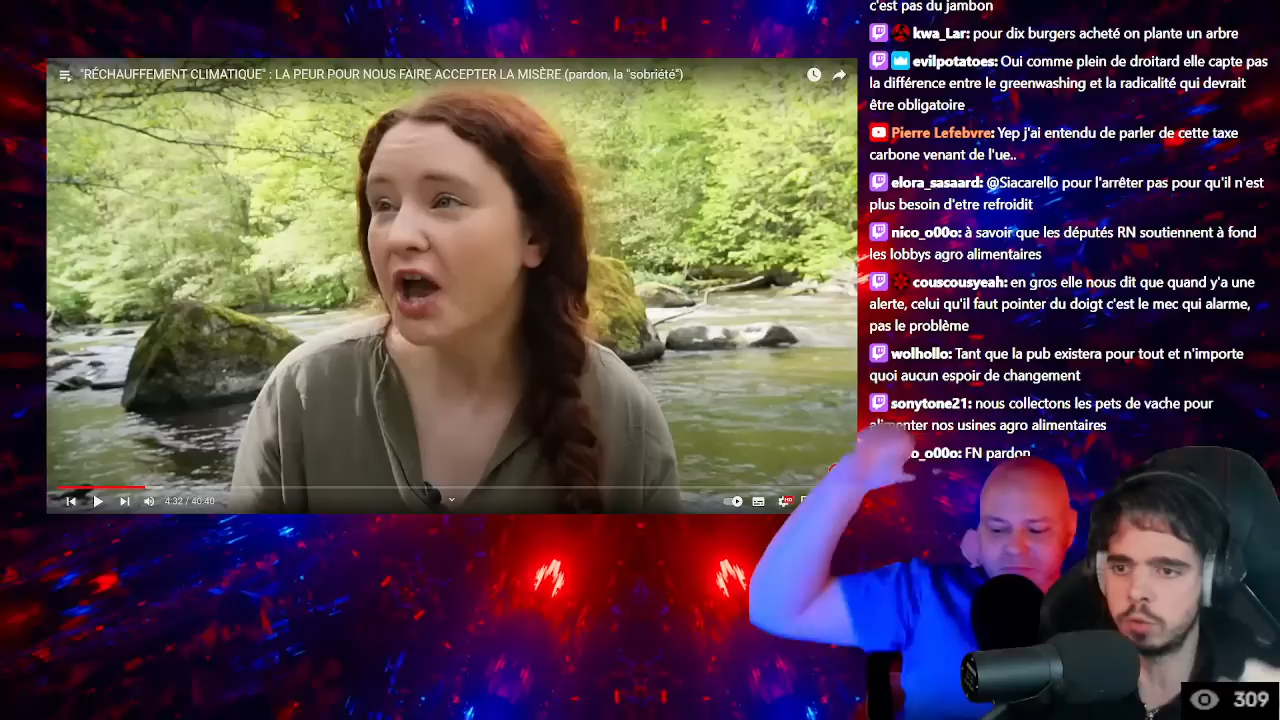 "RÉCHAUFFEMENT CLIMATIQUE" : LA PEUR POUR NOUS FAIRE ACCEPTER LA MISÈRE (pardon, la "sobriété")
4:32 / 40:40
HD
c'est pas du jambon
kwa_Lar: pour dix burgers acheté on plante un arbre
evilpotatoes: Oui comme plein de droitard elle capte pas
la différence entre le greenwashing et la radicalité qui devrait
être obligatoire
Pierre Lefebvre: Yep j'ai entendu de parler de cette taxe
carbone venant de l'ue..
elora_sasaard: @Siacarello pour l'arrêter pas pour qu'il n'est
plus besoin d'etre refroidit
nico_o00o: à savoir que les députés RN soutiennent à fond
les lobbys agro alimentaires
couscousyeah: en gros elle nous dit que quand y'a une
alerte, celui qu'il faut pointer du doigt c'est le mec qui alarme,
pas le problème
wolhollo: Tant que la pub existera pour tout et n'importe
quoi aucun espoir de changement
sonytone21: nous collectons les pets de vache pour
alimenter nos usines agro alimentaires
o_o00o: FN pardon
309